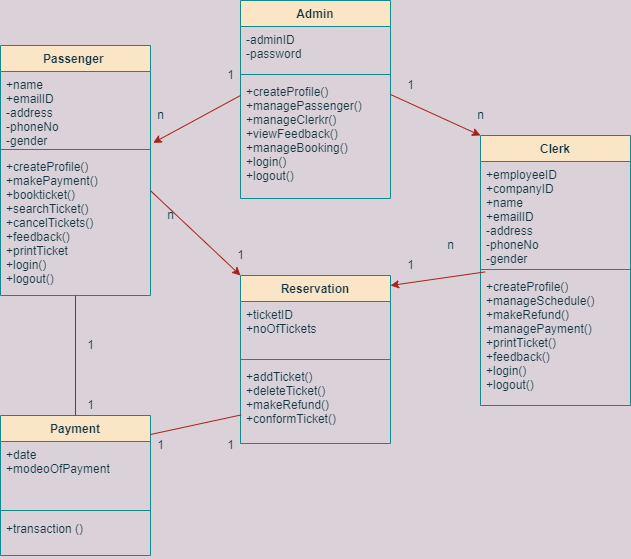 Admin
-adminID
-password
+createProfile()
+managePassenger()
+manageClerkr()
+viewFeedback()
+manageBooking()
+login()
+logout()
1
n
1
n
Passenger
+name
+emailID
-address
-phoneNo
-gender
+createProfile()
+makePayment()
+bookticket()
+searchTicket()
+cancelTickets()
+feedback()
+printTicket
+login()
+logout()
Clerk
+employeeID
+companyID
+name
+emailID
-address
-phoneNo
-gender
+createProfile()
+manageSchedule()
+makeRefund()
+managePayment()
+printTicket()
+feedback()
+login()
+logout()
n
1
n
1
Reservation
+ticketID
+noOfTickets
+addTicket()
+deleteTicket()
+makeRefund()
+conformTicket()
1
1
Payment
+date
+modeoOfPayment
+transaction ()
1
1